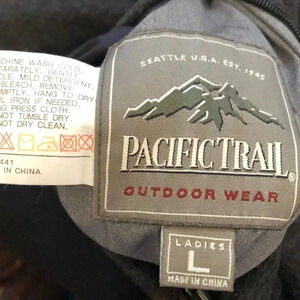 CHINE WASH COLD
PARATELY, GENTLE
CLE. MILD DETERGENT,
BLEACH, REMOVE
OMPTLY, HANG TO DRY
IL IRON IF NEEDED,
NG PRESS CLOTH.
NOT TUMBLE DRY.
NOT DRY CLEAN.
441
IN CHINA
SEATTLE U.S.A. EST. 1945
PACIFIC TRAIL
OUTDOOR WEAR
LADIES
L
MADE IN CHINA